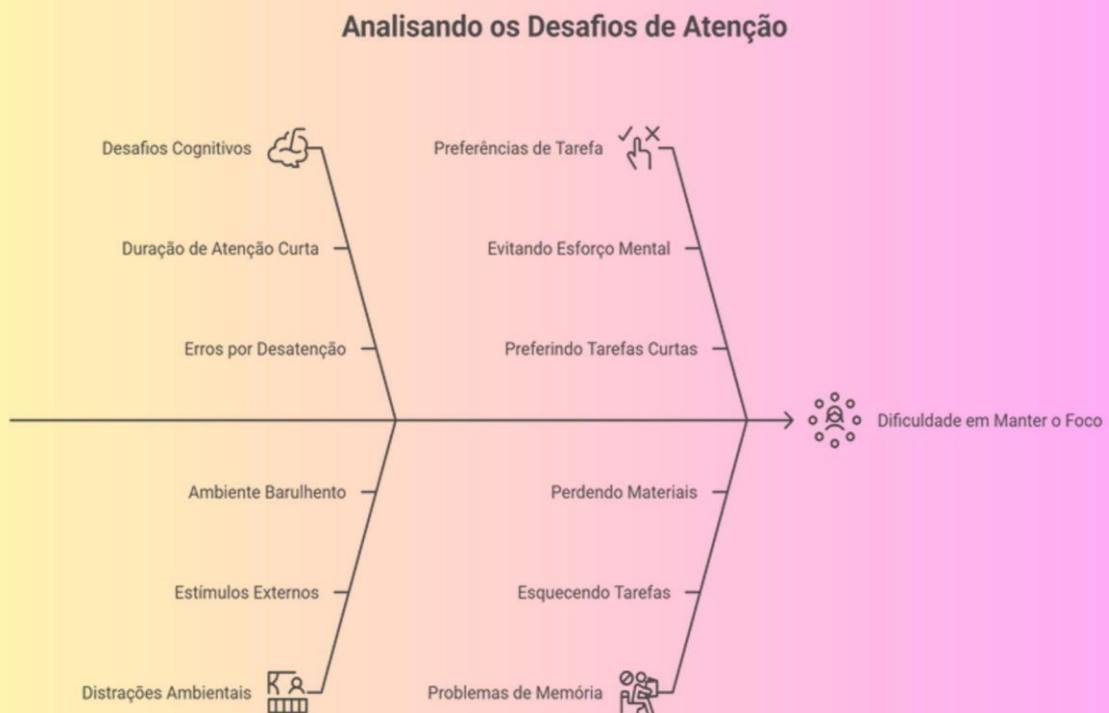 Analisando os Desafios de Atenção
Desafios Cognitivos
Preferências de Tarefa
Duração de Atenção Curta
Evitando Esforço Mental
Erros por Desatenção
Preferindo Tarefas Curtas
Dificuldade em Manter o Foco
Ambiente Barulhento
Perdendo Materiais
Estímulos Externos
Esquecendo Tarefas
Distrações Ambientais
Problemas de Memória